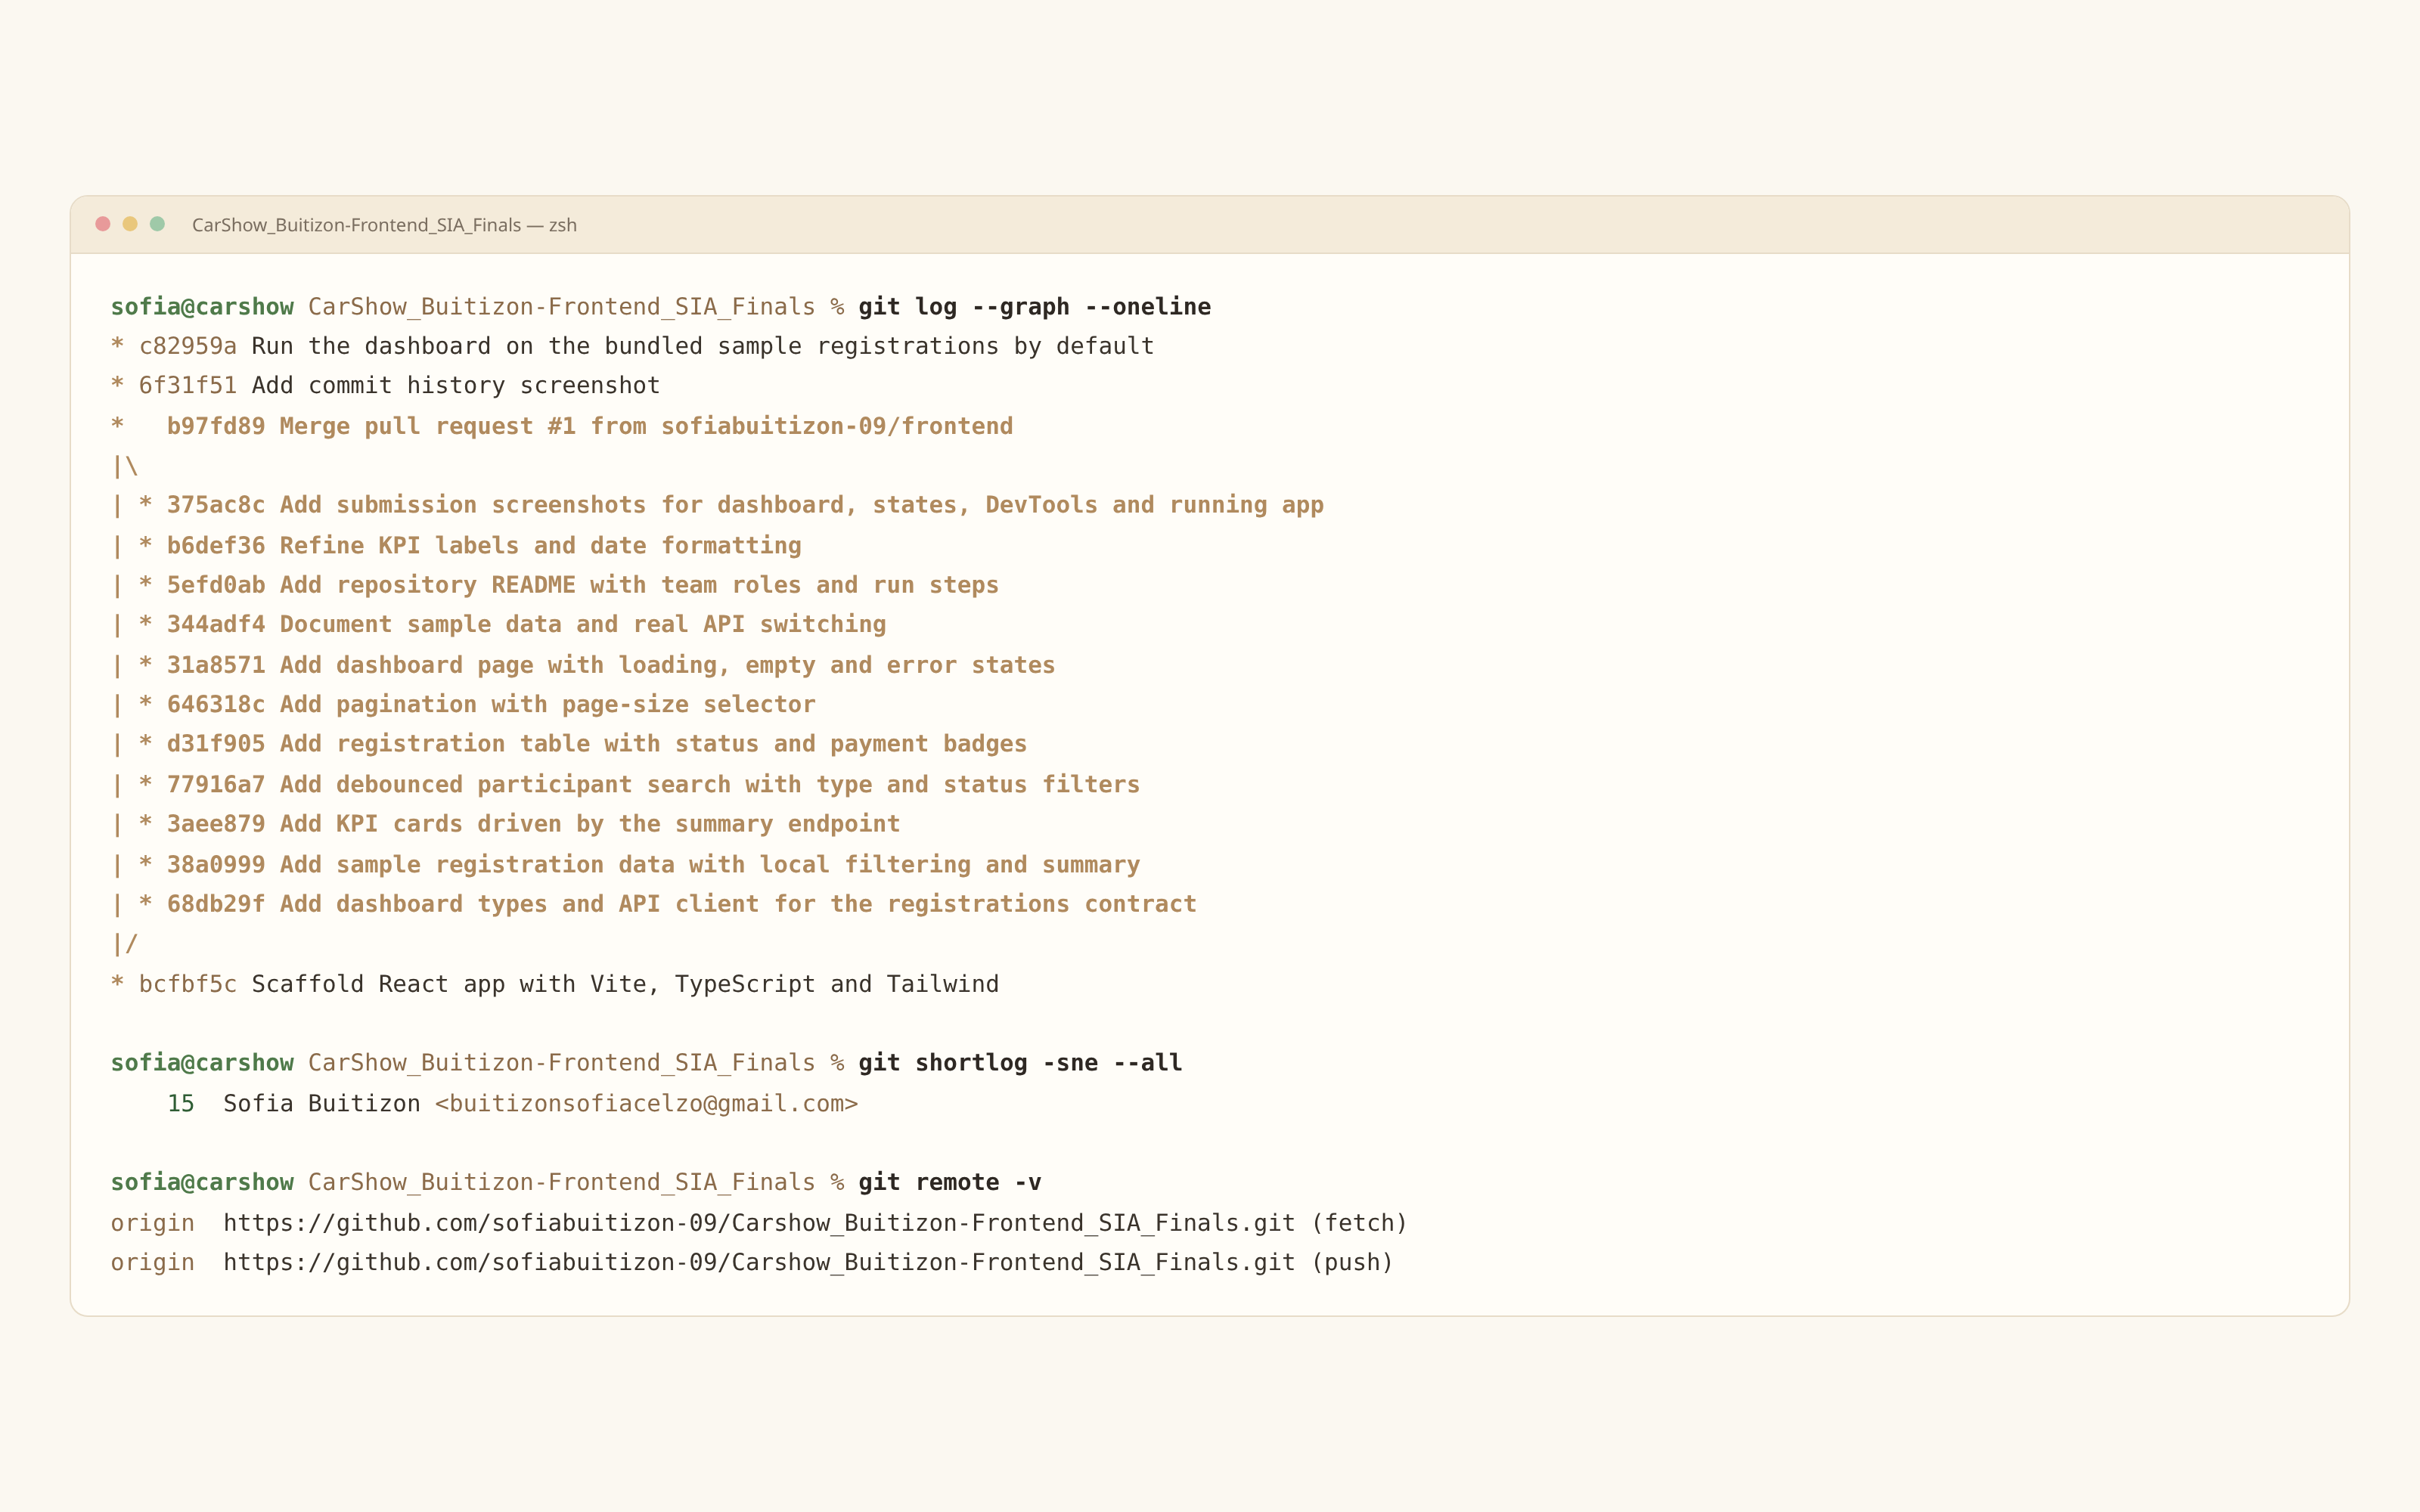 CarShow_Buitizon-Frontend_SIA_Finals — zsh
sofia@carshow CarShow_Buitizon-Frontend_SIA_Finals % git log --graph --oneline
* c82959a Run the dashboard on the bundled sample registrations by default
* 6f31f51 Add commit history screenshot
*   b97fd89 Merge pull request #1 from sofiabuitizon-09/frontend
|\
| * 375ac8c Add submission screenshots for dashboard, states, DevTools and running app
| * b6def36 Refine KPI labels and date formatting
| * 5efd0ab Add repository README with team roles and run steps
| * 344adf4 Document sample data and real API switching
| * 31a8571 Add dashboard page with loading, empty and error states
| * 646318c Add pagination with page-size selector
| * d31f905 Add registration table with status and payment badges
| * 77916a7 Add debounced participant search with type and status filters
| * 3aee879 Add KPI cards driven by the summary endpoint
| * 38a0999 Add sample registration data with local filtering and summary
| * 68db29f Add dashboard types and API client for the registrations contract
|/
* bcfbf5c Scaffold React app with Vite, TypeScript and Tailwind
sofia@carshow CarShow_Buitizon-Frontend_SIA_Finals % git shortlog -sne --all
    15  Sofia Buitizon <buitizonsofiacelzo@gmail.com>
sofia@carshow CarShow_Buitizon-Frontend_SIA_Finals % git remote -v
origin  https://github.com/sofiabuitizon-09/Carshow_Buitizon-Frontend_SIA_Finals.git (fetch)
origin  https://github.com/sofiabuitizon-09/Carshow_Buitizon-Frontend_SIA_Finals.git (push)